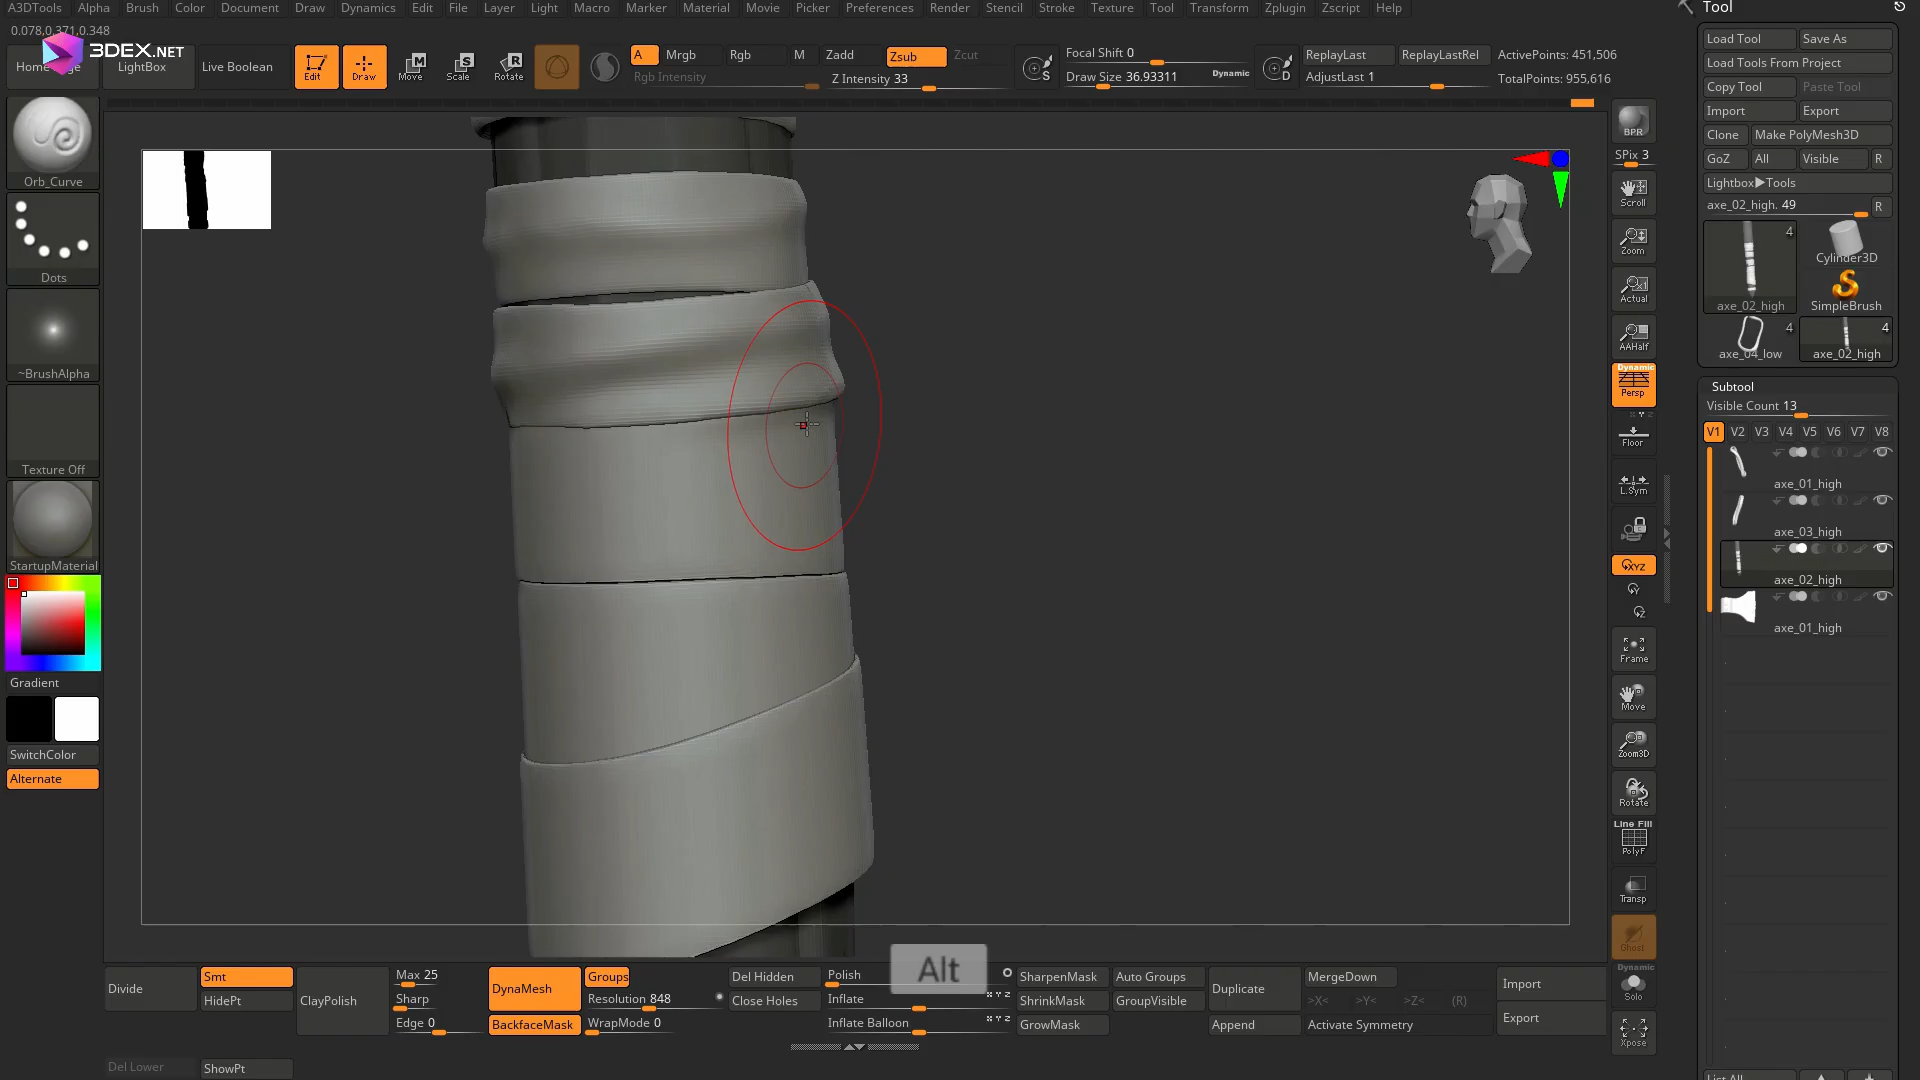 A3DTools Alpha Brush Color Document Draw Dynamics Edit File Layer Light Macro Marker Material Movie Picker Preferences Render Stencil Stroke Texture Tool Transform Zplugin Zscript Help
Tool
0.078,0.371,0.348
3DEX.NET
Home
LightBox
Live Boolean
Edit
Draw
Move
Scale
Rotate
A
Mrgb
Rgb
M
Zadd
Zsub
Zcut
Rgb Intensity
Z Intensity 33
Focal Shift 0
Draw Size 36.93311
Dynamic
S
D
ReplayLast
ReplayLastRel
AdjustLast 1
ActivePoints: 451,506
TotalPoints: 955,616
Orb_Curve
Dots
~BrushAlpha
Texture Off
StartupMaterial
Gradient
SwitchColor
Alternate
BPR
SPix 3
Scroll
Zoom
Actual
AAHalf
Dynamic
Persp
Floor
L.Sym
XYZ
Frame
Move
Zoom3D
Rotate
Line Fill
PolyF
Transp
Ghost
Dynamic
Solo
Xpose
Load Tool
Save As
Load Tools From Project
Copy Tool
Paste Tool
Import
Export
Clone
Make PolyMesh3D
GoZ
All
Visible
R
Lightbox▶Tools
axe_02_high. 49
R
4
axe_02_high
Cylinder3D
SimpleBrush
4
axe_04_low
4
axe_02_high
Subtool
Visible Count 13
V1 V2 V3 V4 V5 V6 V7 V8
axe_01_high
axe_03_high
axe_02_high
axe_01_high
List All
Divide
Smt
HidePt
ClayPolish
Max 25
Sharp
Edge 0
DynaMesh
BackfaceMask
Groups
Resolution 848
WrapMode 0
Del Hidden
Close Holes
Polish
Inflate
Inflate Balloon
Alt
SharpenMask
ShrinkMask
GrowMask
Auto Groups
GroupVisible
Duplicate
Append
MergeDown
>X< >Y< >Z< (R)
Activate Symmetry
Import
Export
Del Lower
ShowPt